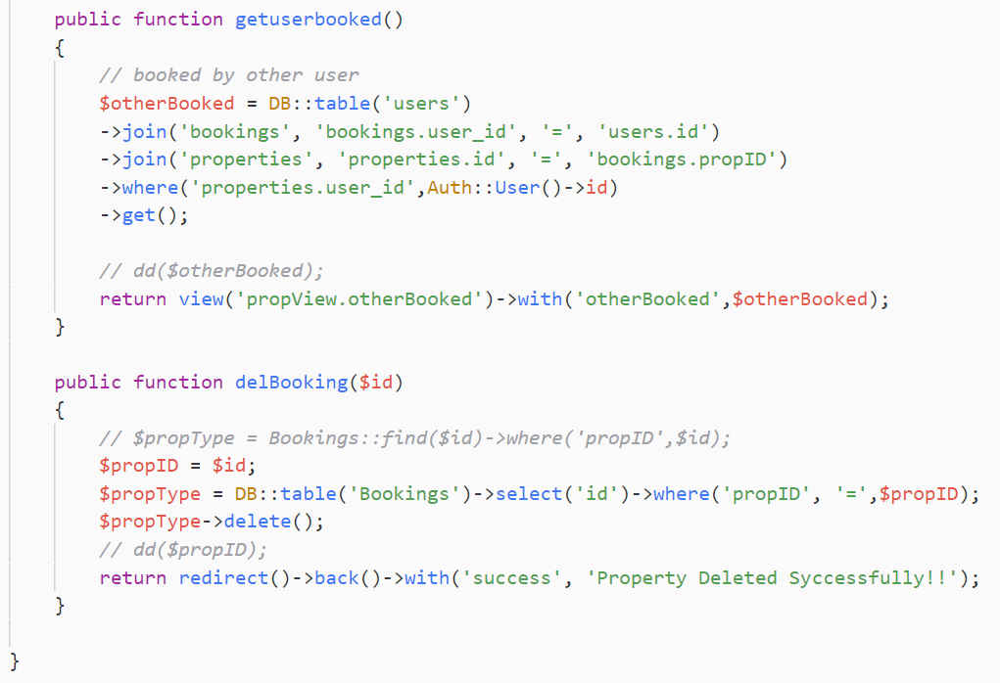 public function getuserbooked()
{
// booked by other user
$otherBooked = DB::table('users')
->join('bookings', 'bookings.user_id', '=', 'users.id')
->join('properties', 'properties.id', '=', 'bookings.propID')
->where('properties.user_id',Auth::User()->id)
->get();
// dd($otherBooked);
return view('propView.otherBooked')->with('otherBooked',$otherBooked);
}
public function delBooking($id)
{
// $propType = Bookings::find($id)->where('propID',$id);
$propID = $id;
$propType = DB::table('Bookings')->select('id')->where('propID', '=',$propID);
$propType->delete();
// dd($propID);
return redirect()->back()->with('success', 'Property Deleted Syccessfully!!');
}
}